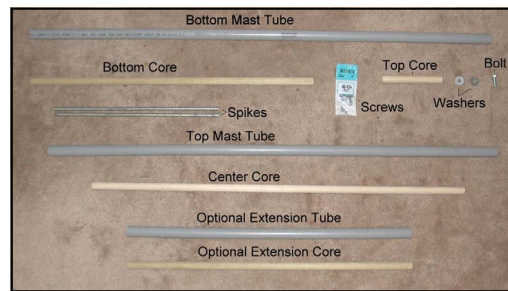 Bottom Mast Tube
Bottom Core
Top Core
Bolt
Screws
Washers
Spikes
Top Mast Tube
Center Core
Optional Extension Tube
Optional Extension Core